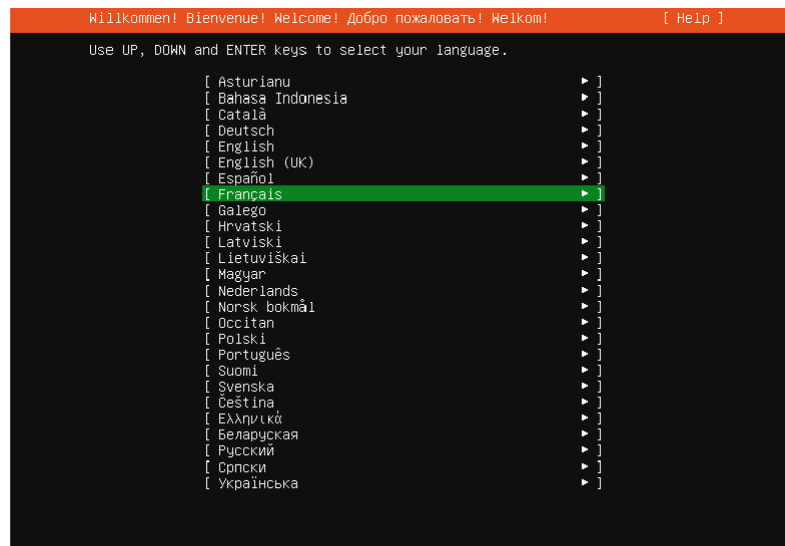 Willkommen! Bienvenue! Welcome! Добро пожаловать! Welkom! [ Help ]
Use UP, DOWN and ENTER keys to select your language.
[ Asturianu ► ]
[ Bahasa Indonesia ► ]
[ Català ► ]
[ Deutsch ► ]
[ English ► ]
[ English (UK) ► ]
[ Español ► ]
[ Français ► ]
[ Galego ► ]
[ Hrvatski ► ]
[ Latviski ► ]
[ Lietuviškai ► ]
[ Magyar ► ]
[ Nederlands ► ]
[ Norsk bokmål ► ]
[ Occitan ► ]
[ Polski ► ]
[ Português ► ]
[ Suomi ► ]
[ Svenska ► ]
[ Čeština ► ]
[ Ελληνικά ► ]
[ Беларуская ► ]
[ Русский ► ]
[ Српски ► ]
[ Українська ► ]